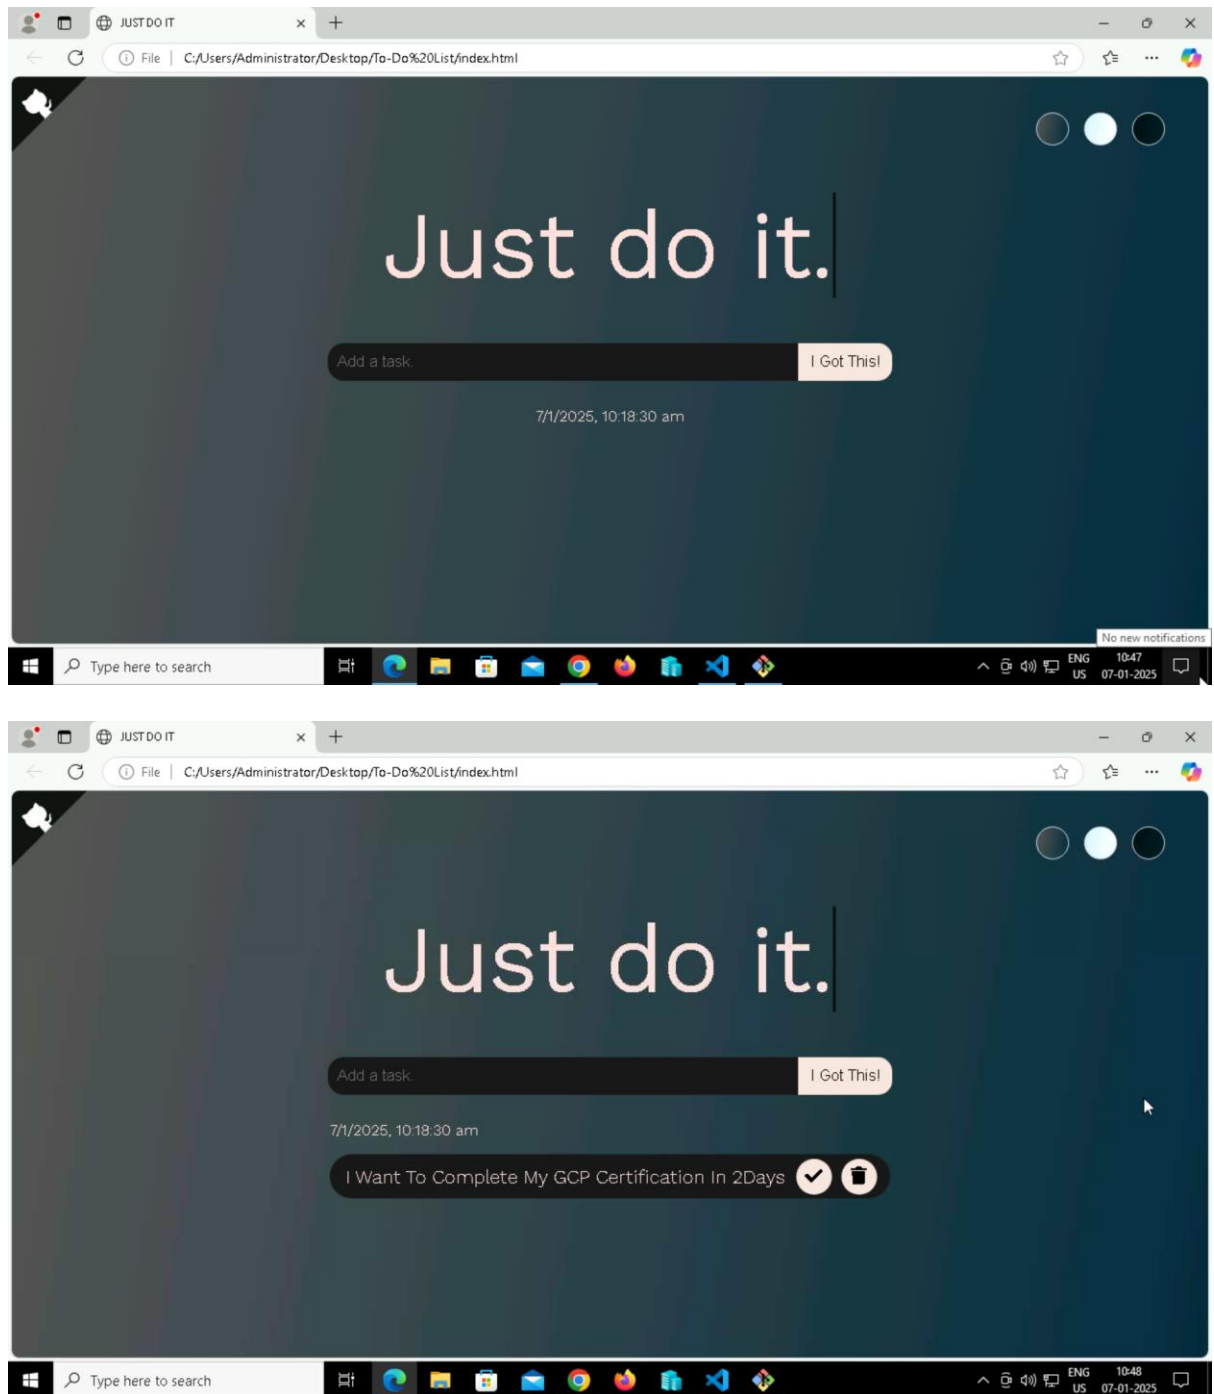 JUST DO IT
File | C:/Users/Administrator/Desktop/To-Do%20List/index.html
Just do it.
Add a task.
I Got This!
7/1/2025, 10:18:30 am
No new notifications
Type here to search
ENG
US
10:47
07-01-2025
JUST DO IT
File | C:/Users/Administrator/Desktop/To-Do%20List/index.html
Just do it.
Add a task.
I Got This!
7/1/2025, 10:18:30 am
I Want To Complete My GCP Certification In 2Days
Type here to search
ENG
US
10:48
07-01-2025